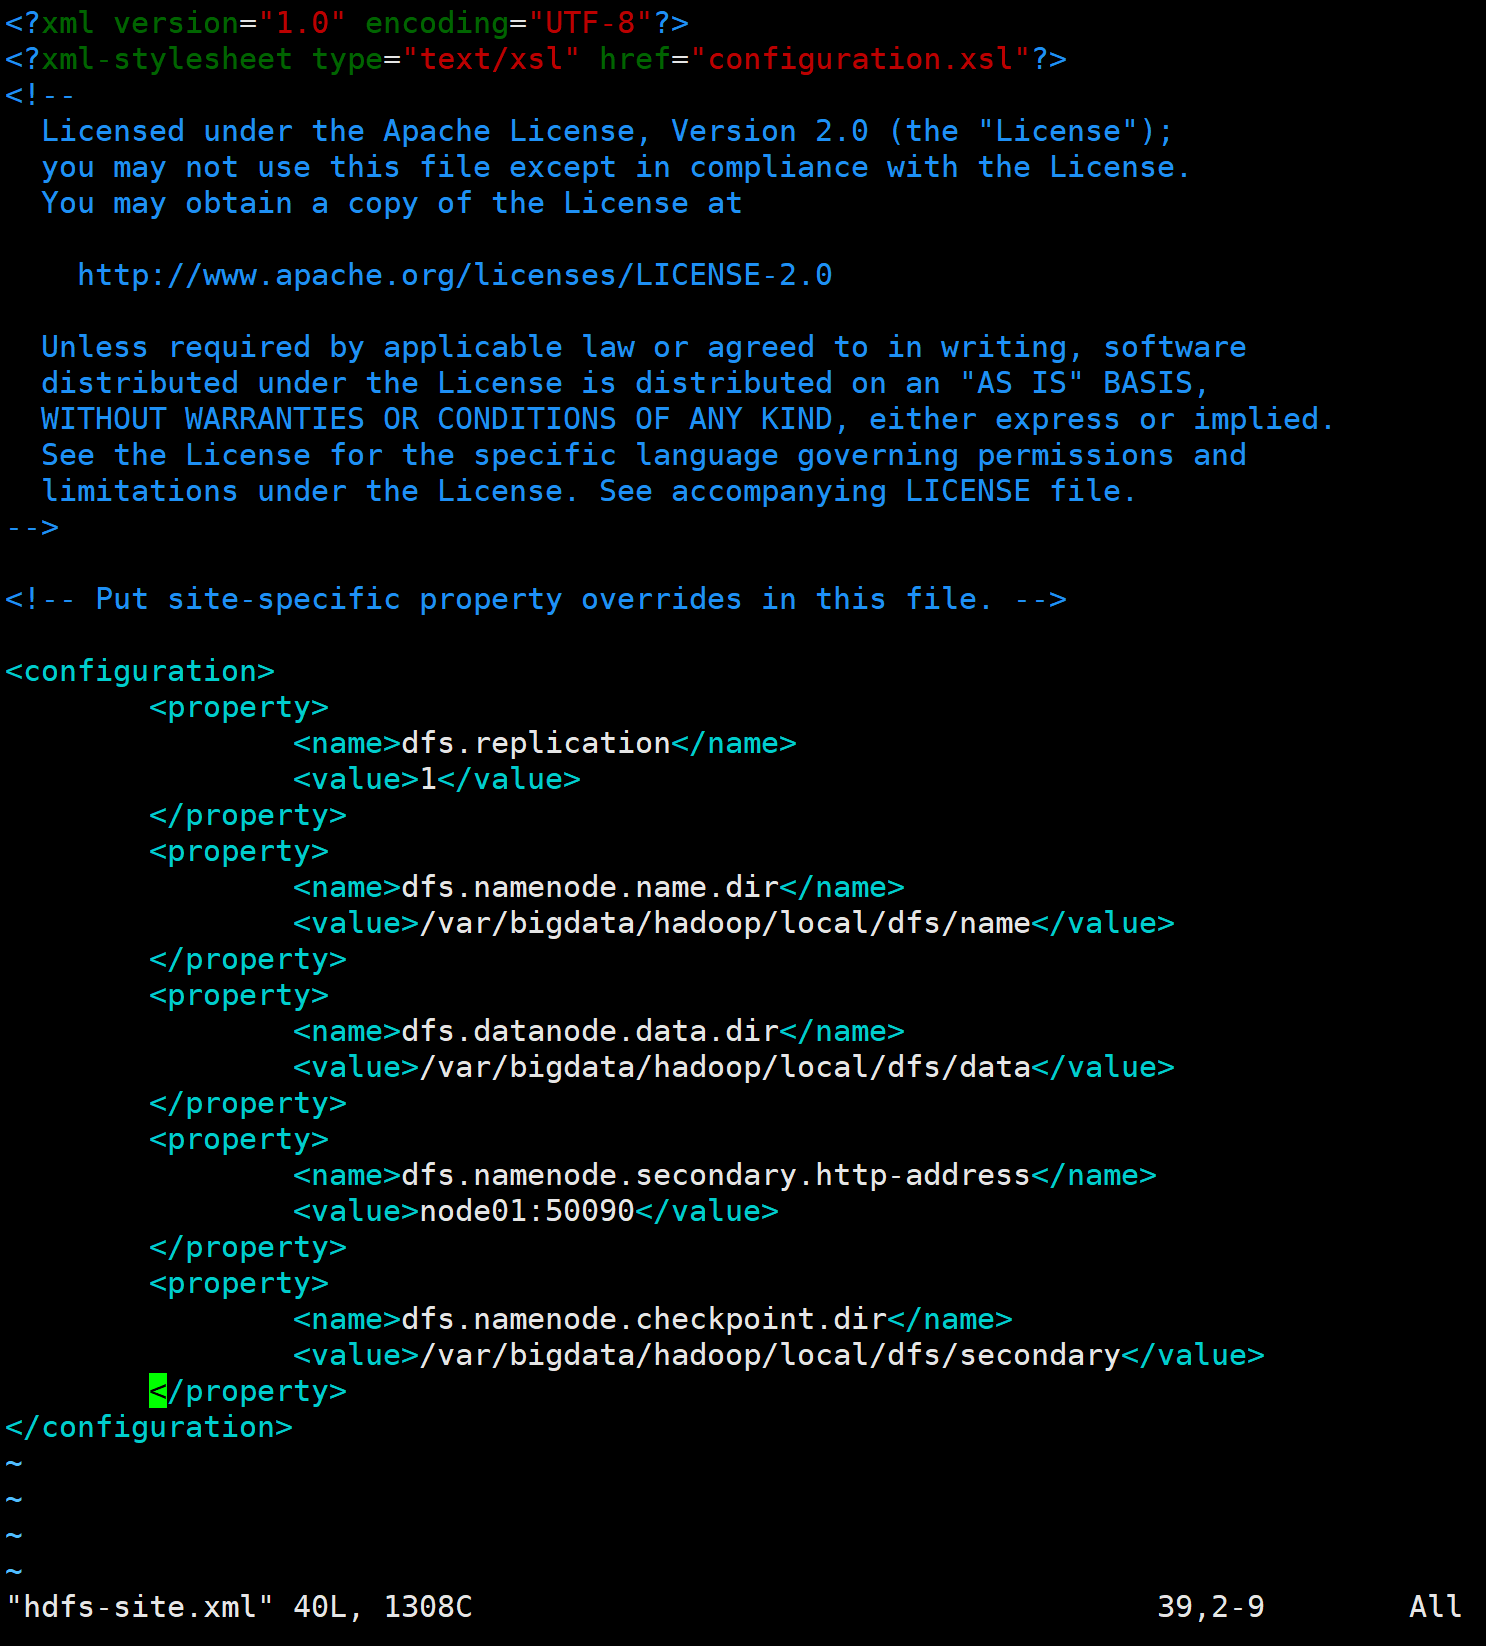 <?xml version="1.0" encoding="UTF-8"?>
<?xml-stylesheet type="text/xsl" href="configuration.xsl"?>
<!--
  Licensed under the Apache License, Version 2.0 (the "License");
  you may not use this file except in compliance with the License.
  You may obtain a copy of the License at

    http://www.apache.org/licenses/LICENSE-2.0

  Unless required by applicable law or agreed to in writing, software
  distributed under the License is distributed on an "AS IS" BASIS,
  WITHOUT WARRANTIES OR CONDITIONS OF ANY KIND, either express or implied.
  See the License for the specific language governing permissions and
  limitations under the License. See accompanying LICENSE file.
-->

<!-- Put site-specific property overrides in this file. -->

<configuration>
        <property>
                <name>dfs.replication</name>
                <value>1</value>
        </property>
        <property>
                <name>dfs.namenode.name.dir</name>
                <value>/var/bigdata/hadoop/local/dfs/name</value>
        </property>
        <property>
                <name>dfs.datanode.data.dir</name>
                <value>/var/bigdata/hadoop/local/dfs/data</value>
        </property>
        <property>
                <name>dfs.namenode.secondary.http-address</name>
                <value>node01:50090</value>
        </property>
        <property>
                <name>dfs.namenode.checkpoint.dir</name>
                <value>/var/bigdata/hadoop/local/dfs/secondary</value>
        </property>
</configuration>
~
~
~
~
"hdfs-site.xml" 40L, 1308C                                      39,2-9        All